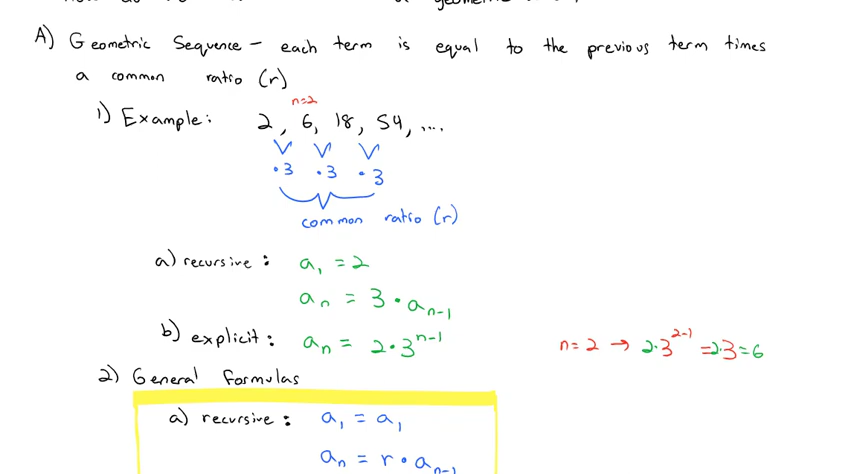 A) Geometric Sequence – each term is equal to the previous term times
a common ratio (r)
n=2
1) Example: 2, 6, 18, 54, ....
·3 ·3 ·3
common ratio (r)
a) recursive: a₁ = 2
aₙ = 3 · aₙ₋₁
b) explicit: aₙ = 2 · 3ⁿ⁻¹
n = 2 → 2·3²⁻¹ = 2·3 = 6
2) General Formulas
a) recursive: a₁ = a₁
aₙ = r · aₙ₋₁